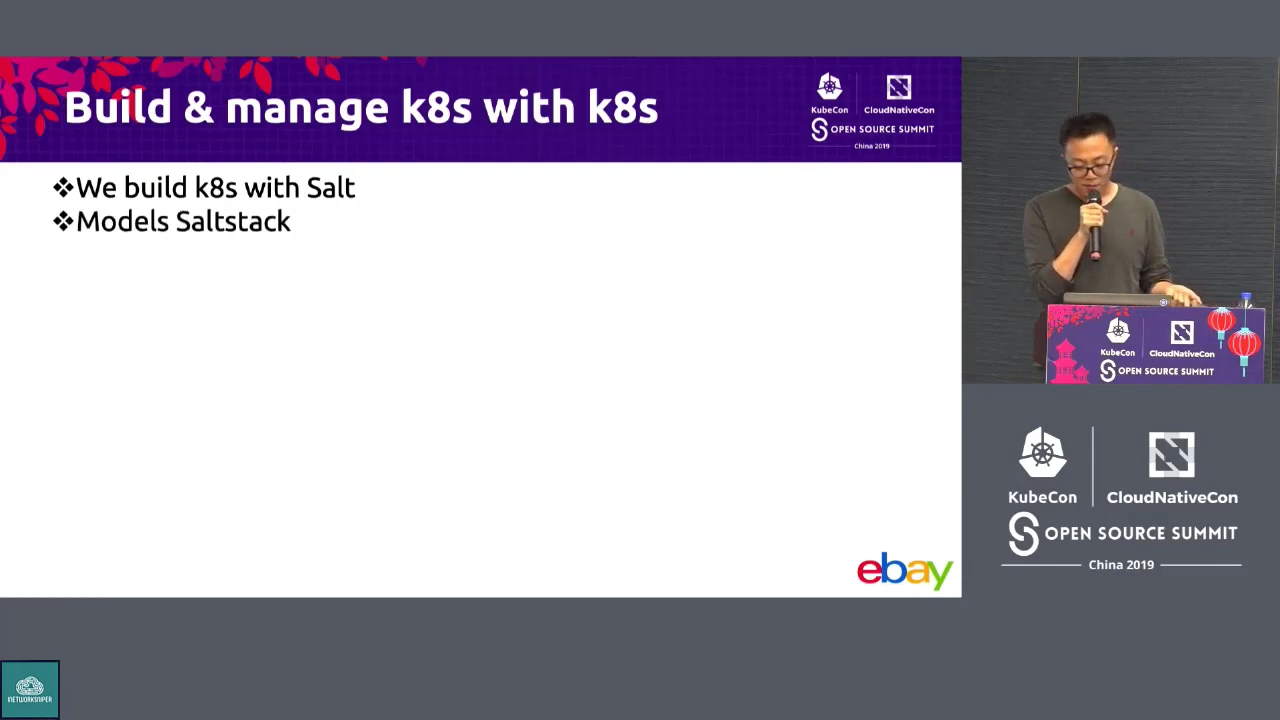 Build & manage k8s with k8s
KubeCon
CloudNativeCon
OPEN SOURCE SUMMIT
China 2019
❖We build k8s with Salt
❖Models Saltstack
ebay
KubeCon
CloudNativeCon
OPEN SOURCE SUMMIT
KubeCon
CloudNativeCon
OPEN SOURCE SUMMIT
China 2019
INETWORKSNIPER